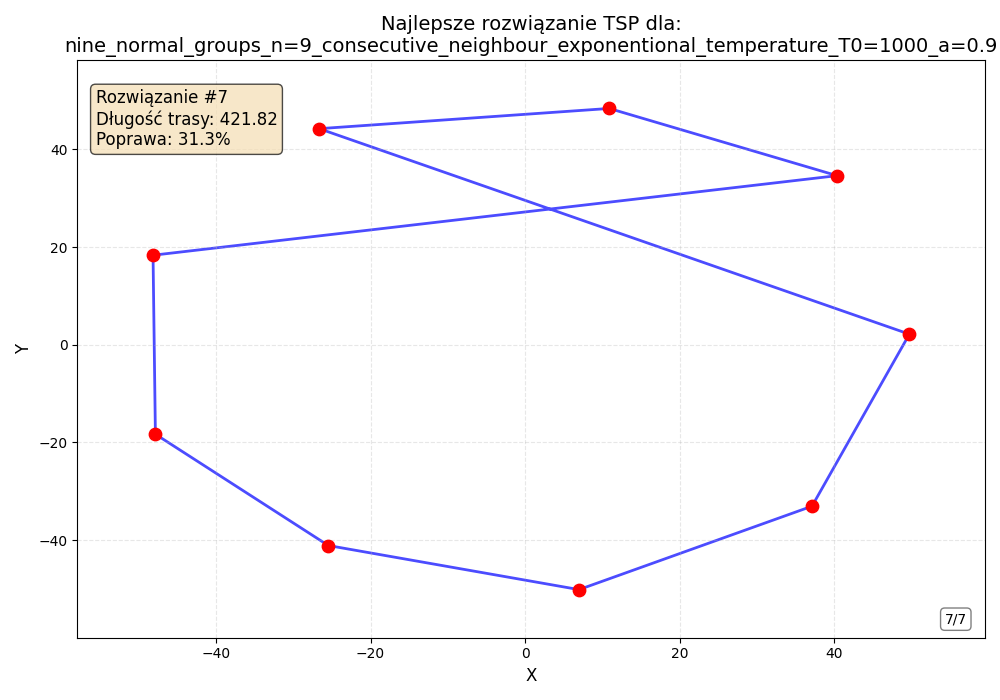 Najlepsze rozwiązanie TSP dla:
nine_normal_groups_n=9_consecutive_neighbour_exponentional_temperature_T0=1000_a=0.9
Rozwiązanie #7
Długość trasy: 421.82
Poprawa: 31.3%
40
20
0
−20
−40
Y
7/7
−40
−20
0
20
40
X